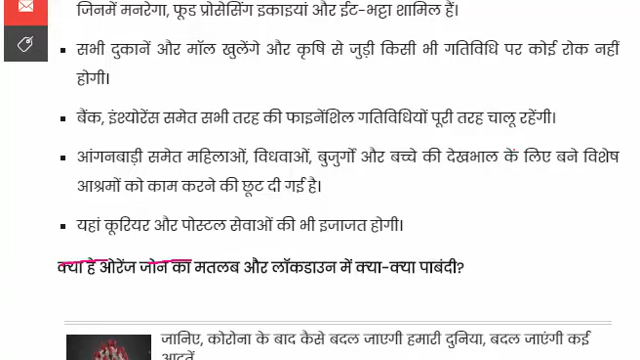 जिनमें मनरेगा, फूड प्रोसेसिंग इकाइयां और ईंट-भट्टा शामिल हैं।
सभी दुकानें और मॉल खुलेंगे और कृषि से जुड़ी किसी भी गतिविधि पर कोई रोक नहीं
होगी।
बैंक, इंश्योरेंस समेत सभी तरह की फाइनेंशिल गतिविधियों पूरी तरह चालू रहेंगी।
आंगनबाड़ी समेत महिलाओं, विधवाओं, बुजुर्गो और बच्चे की देखभाल कें लिए बने विशेष
आश्रमों को काम करने की छूट दी गई है।
यहां कूरियर और पोस्टल सेवाओं की भी इजाजत होगी।
क्या है ओरेंज जोन का मतलब और लॉकडाउन में क्या-क्या पाबंदी?
जानिए, कोरोना के बाद कैसे बदल जाएगी हमारी दुनिया, बदल जाएंगी कई
आदतें